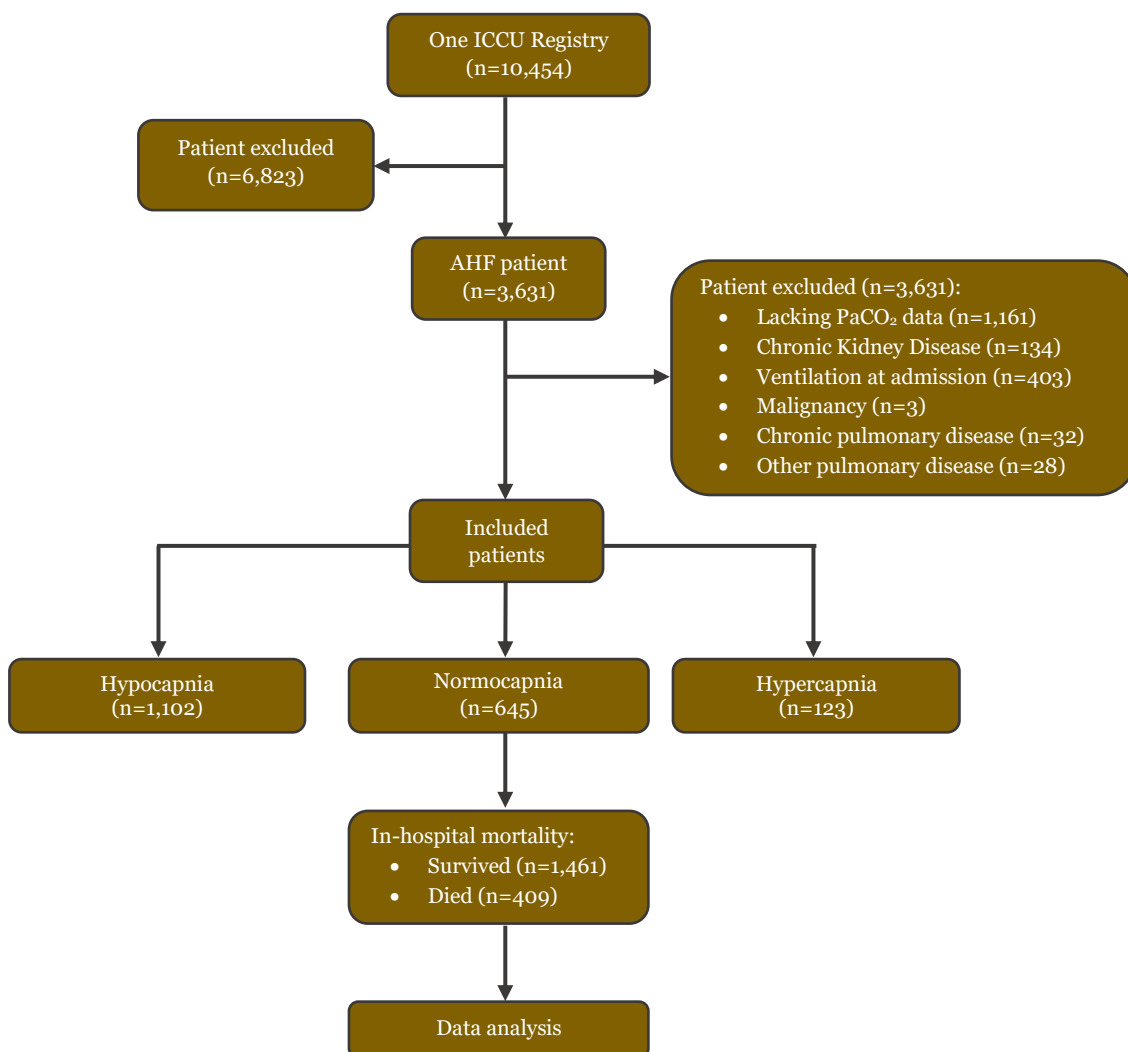 One ICCU Registry
(n=10,454)
Patient excluded
(n=6,823)
AHF patient
(n=3,631)
Patient excluded (n=3,631):
• Lacking PaCO₂ data (n=1,161)
• Chronic Kidney Disease (n=134)
• Ventilation at admission (n=403)
• Malignancy (n=3)
• Chronic pulmonary disease (n=32)
• Other pulmonary disease (n=28)
Included
patients
Hypocapnia
(n=1,102)
Normocapnia
(n=645)
Hypercapnia
(n=123)
In-hospital mortality:
• Survived (n=1,461)
• Died (n=409)
Data analysis